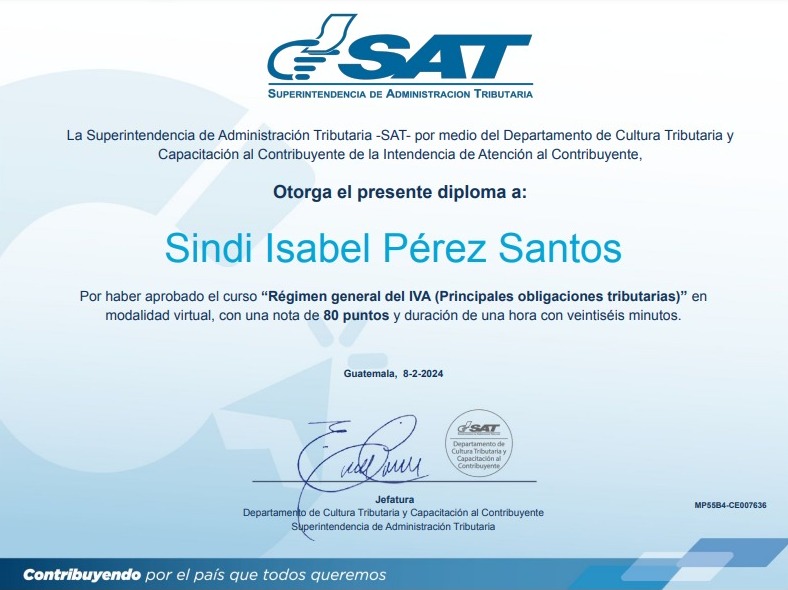 SAT
SUPERINTENDENCIA DE ADMINISTRACION TRIBUTARIA
La Superintendencia de Administración Tributaria -SAT- por medio del Departamento de Cultura Tributaria y
Capacitación al Contribuyente de la Intendencia de Atención al Contribuyente,
Otorga el presente diploma a:
Sindi Isabel Pérez Santos
Por haber aprobado el curso “Régimen general del IVA (Principales obligaciones tributarias)” en
modalidad virtual, con una nota de 80 puntos y duración de una hora con veintiséis minutos.
Guatemala, 8-2-2024
SAT
Departamento de
Cultura Tributaria y
Capacitación al
Contribuyente
Jefatura
Departamento de Cultura Tributaria y Capacitación al Contribuyente
Superintendencia de Administración Tributaria
MP55B4-CE007636
Contribuyendo por el país que todos queremos